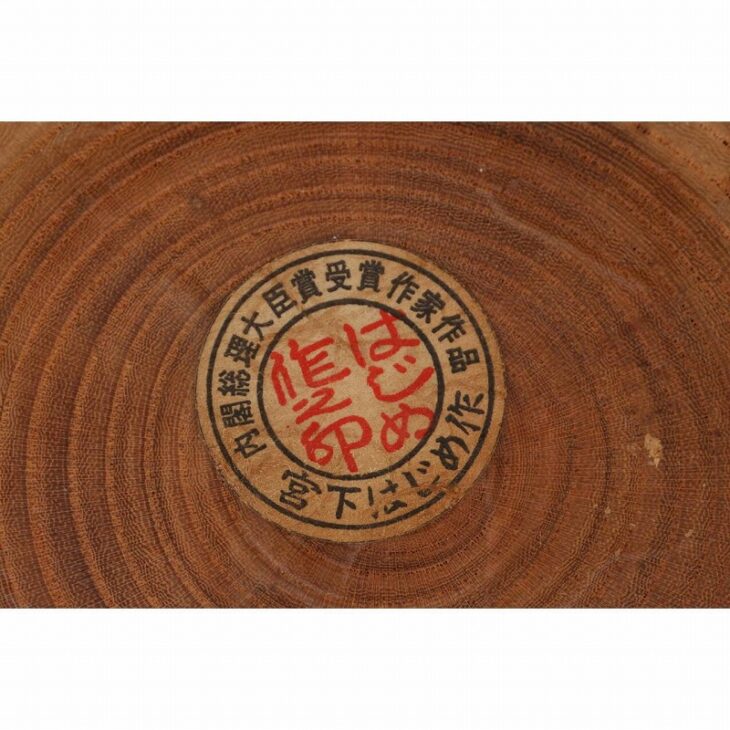 内閣総理大臣賞受賞作家作品
はじめ
作之印
宮下はじめ作